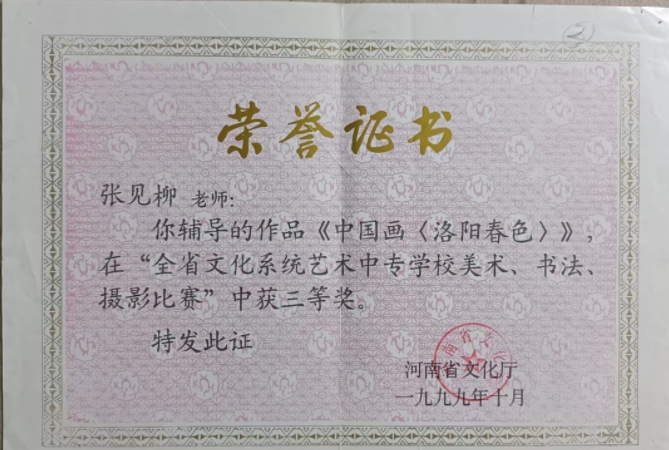 2
荣誉证书
张见柳 老师:
你辅导的作品《中国画〈洛阳春色〉》,
在“全省文化系统艺术中专学校美术、书法、
摄影比赛”中获三等奖。
特发此证
河南省文化厅
一九九九年十月